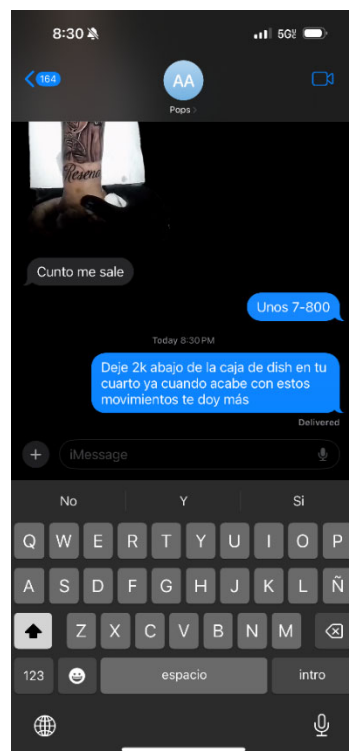 8:30
5G
164
AA
Pops
Cunto me sale
Unos 7-800
Today 8:30 PM
Deje 2k abajo de la caja de dish en tu
cuarto ya cuando acabe con estos
movimientos te doy más
Delivered
iMessage
No Y Si
Q W E R T Y U I O P
A S D F G H J K L Ñ
Z X C V B N M
123 espacio intro